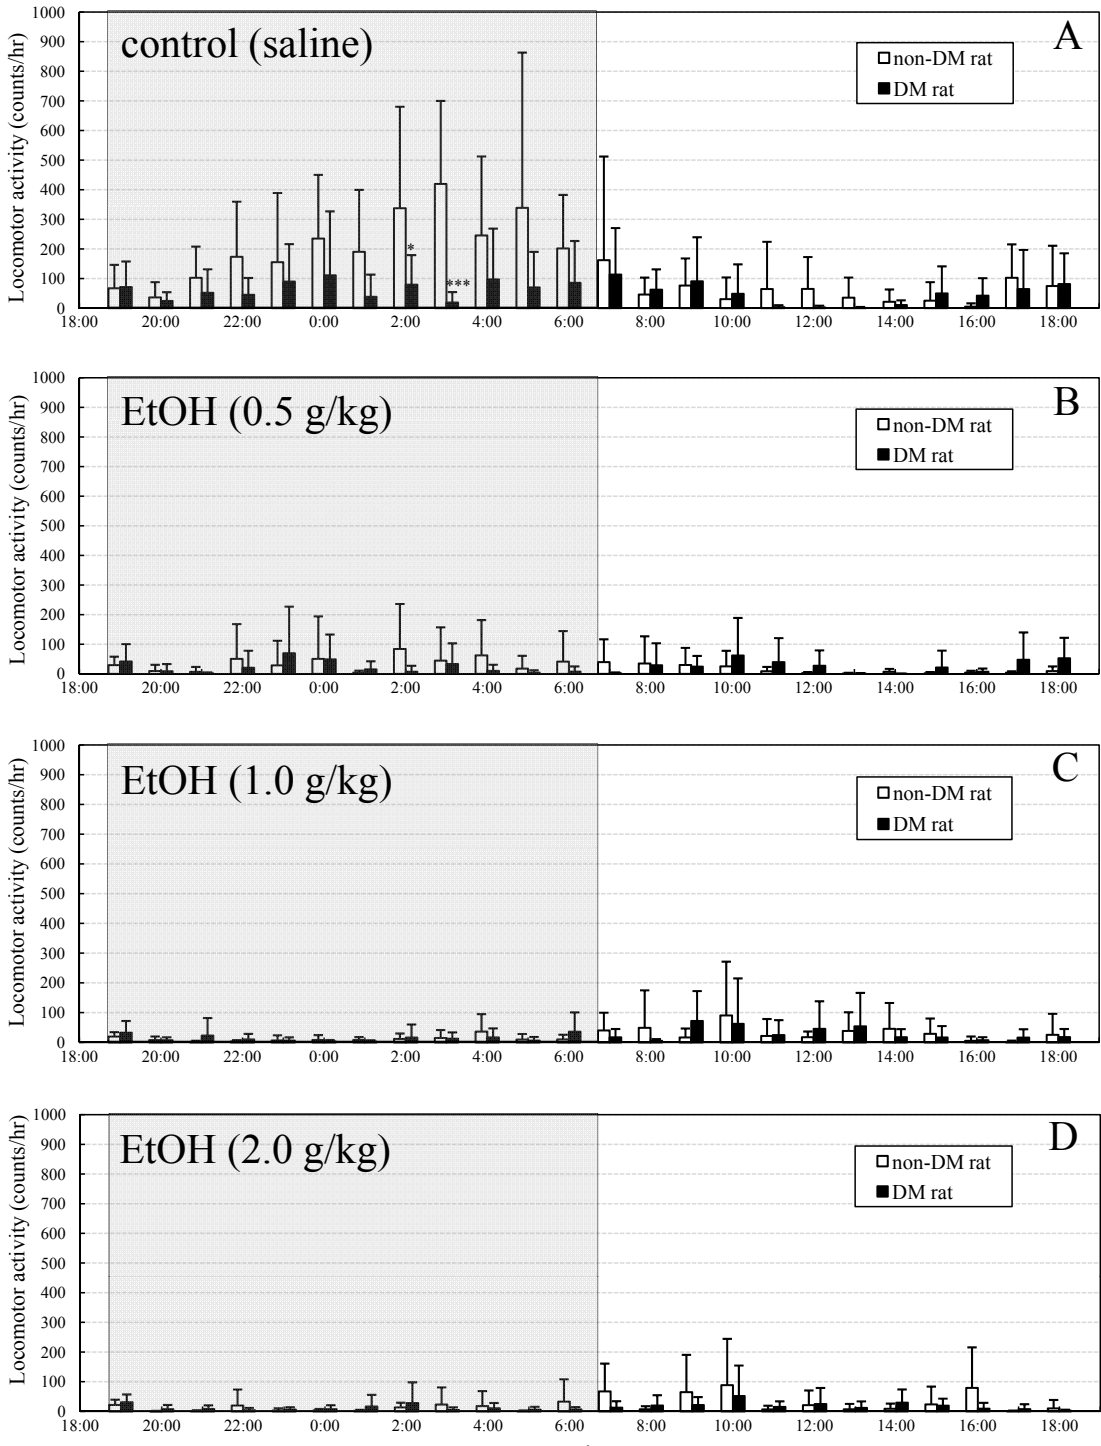 control (saline)
A
non-DM rat
DM rat
Locomotor activity (counts/hr)
1000
900
800
700
600
500
400
300
200
100
0
*
***
18:00 20:00 22:00 0:00 2:00 4:00 6:00 8:00 10:00 12:00 14:00 16:00 18:00
EtOH (0.5 g/kg)
B
non-DM rat
DM rat
Locomotor activity (counts/hr)
1000
900
800
700
600
500
400
300
200
100
0
18:00 20:00 22:00 0:00 2:00 4:00 6:00 8:00 10:00 12:00 14:00 16:00 18:00
EtOH (1.0 g/kg)
C
non-DM rat
DM rat
Locomotor activity (counts/hr)
1000
900
800
700
600
500
400
300
200
100
0
18:00 20:00 22:00 0:00 2:00 4:00 6:00 8:00 10:00 12:00 14:00 16:00 18:00
EtOH (2.0 g/kg)
D
non-DM rat
DM rat
Locomotor activity (counts/hr)
1000
900
800
700
600
500
400
300
200
100
0
18:00 20:00 22:00 0:00 2:00 4:00 6:00 8:00 10:00 12:00 14:00 16:00 18:00